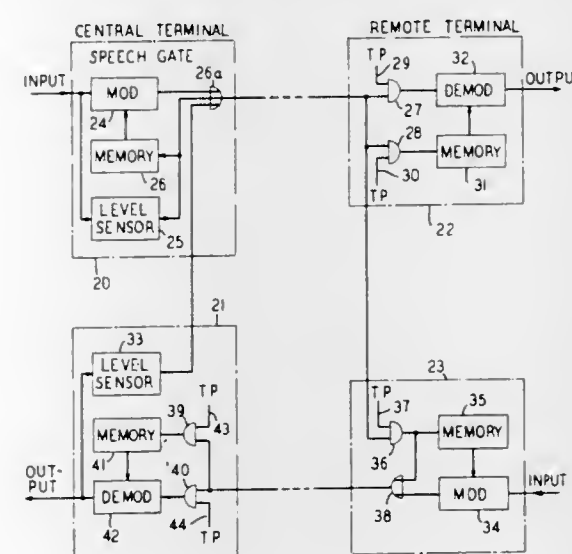 CENTRAL TERMINAL
REMOTE TERMINAL
SPEECH GATE
26a
INPUT
MOD
24
MEMORY
26
LEVEL
SENSOR
25
20
TP
29
32
DEMOD
OUTPUT
27
28
MEMORY
30
31
TP
22
21
33
LEVEL
SENSOR
TP
39
43
MEMORY
41
40
OUT-
PUT
DEMOD
42
44
TP
23
TP
37
35
MEMORY
36
INPUT
MOD
38
34